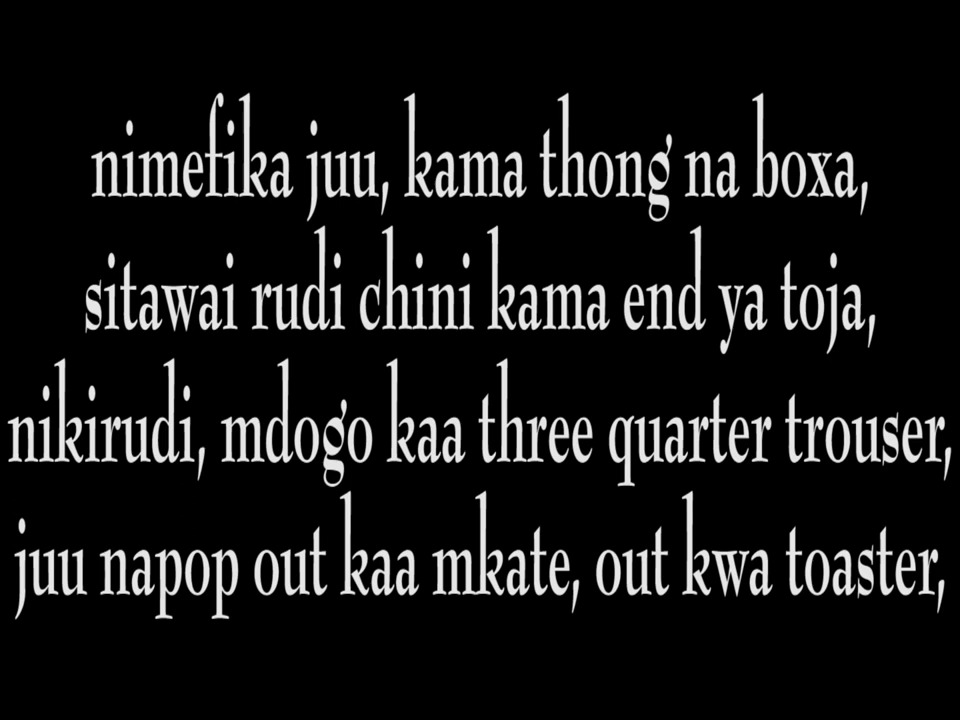 nimefika juu, kama thong na boxa,
sitawai rudi chini kama end ya toja,
nikirudi, mdogo kaa three quarter trouser,
juu napop out kaa mkate, out kwa toaster,